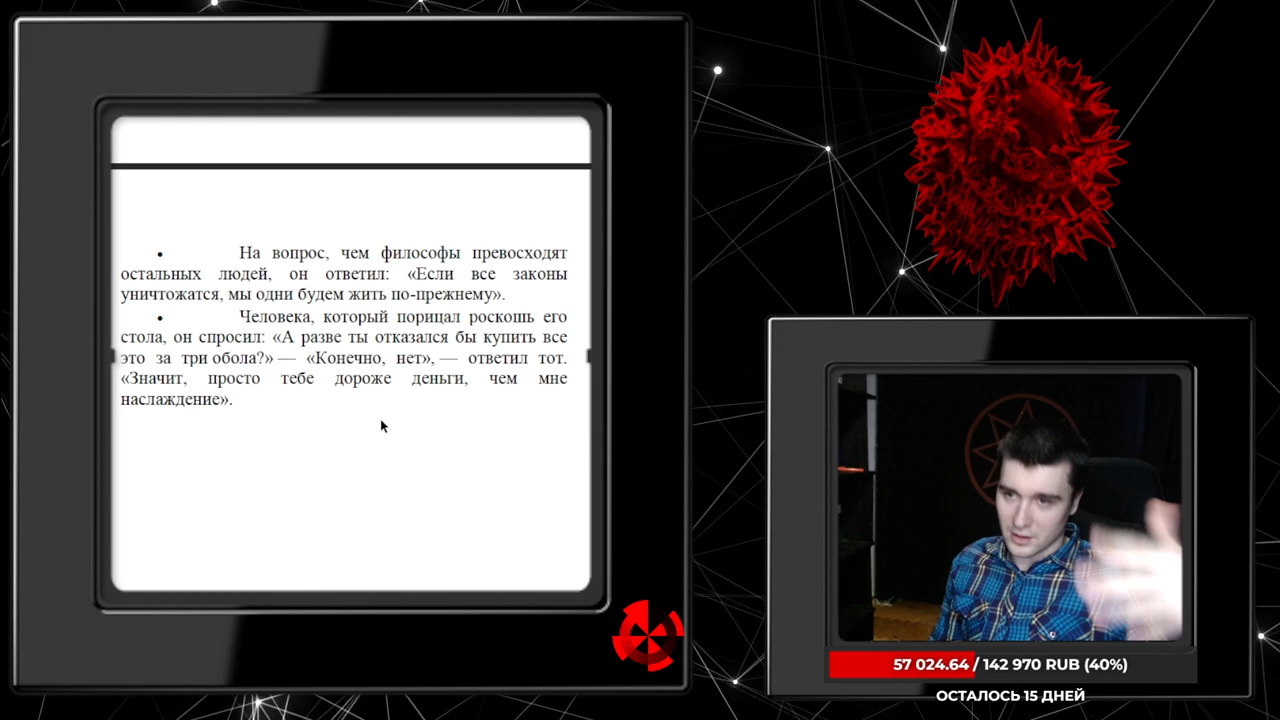 • На вопрос, чем философы превосходят
остальных людей, он ответил: «Если все законы
уничтожатся, мы одни будем жить по-прежнему».
• Человека, который порицал роскошь его
стола, он спросил: «А разве ты отказался бы купить все
это за три обола?» — «Конечно, нет», — ответил тот.
«Значит, просто тебе дороже деньги, чем мне
наслаждение».
57 024.64 / 142 970 RUB (40%)
ОСТАЛОСЬ 15 ДНЕЙ